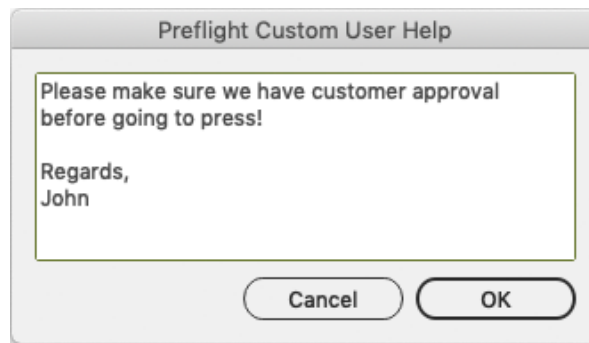 Preflight Custom User Help
Please make sure we have customer approval
before going to press!
Regards,
John
Cancel
OK